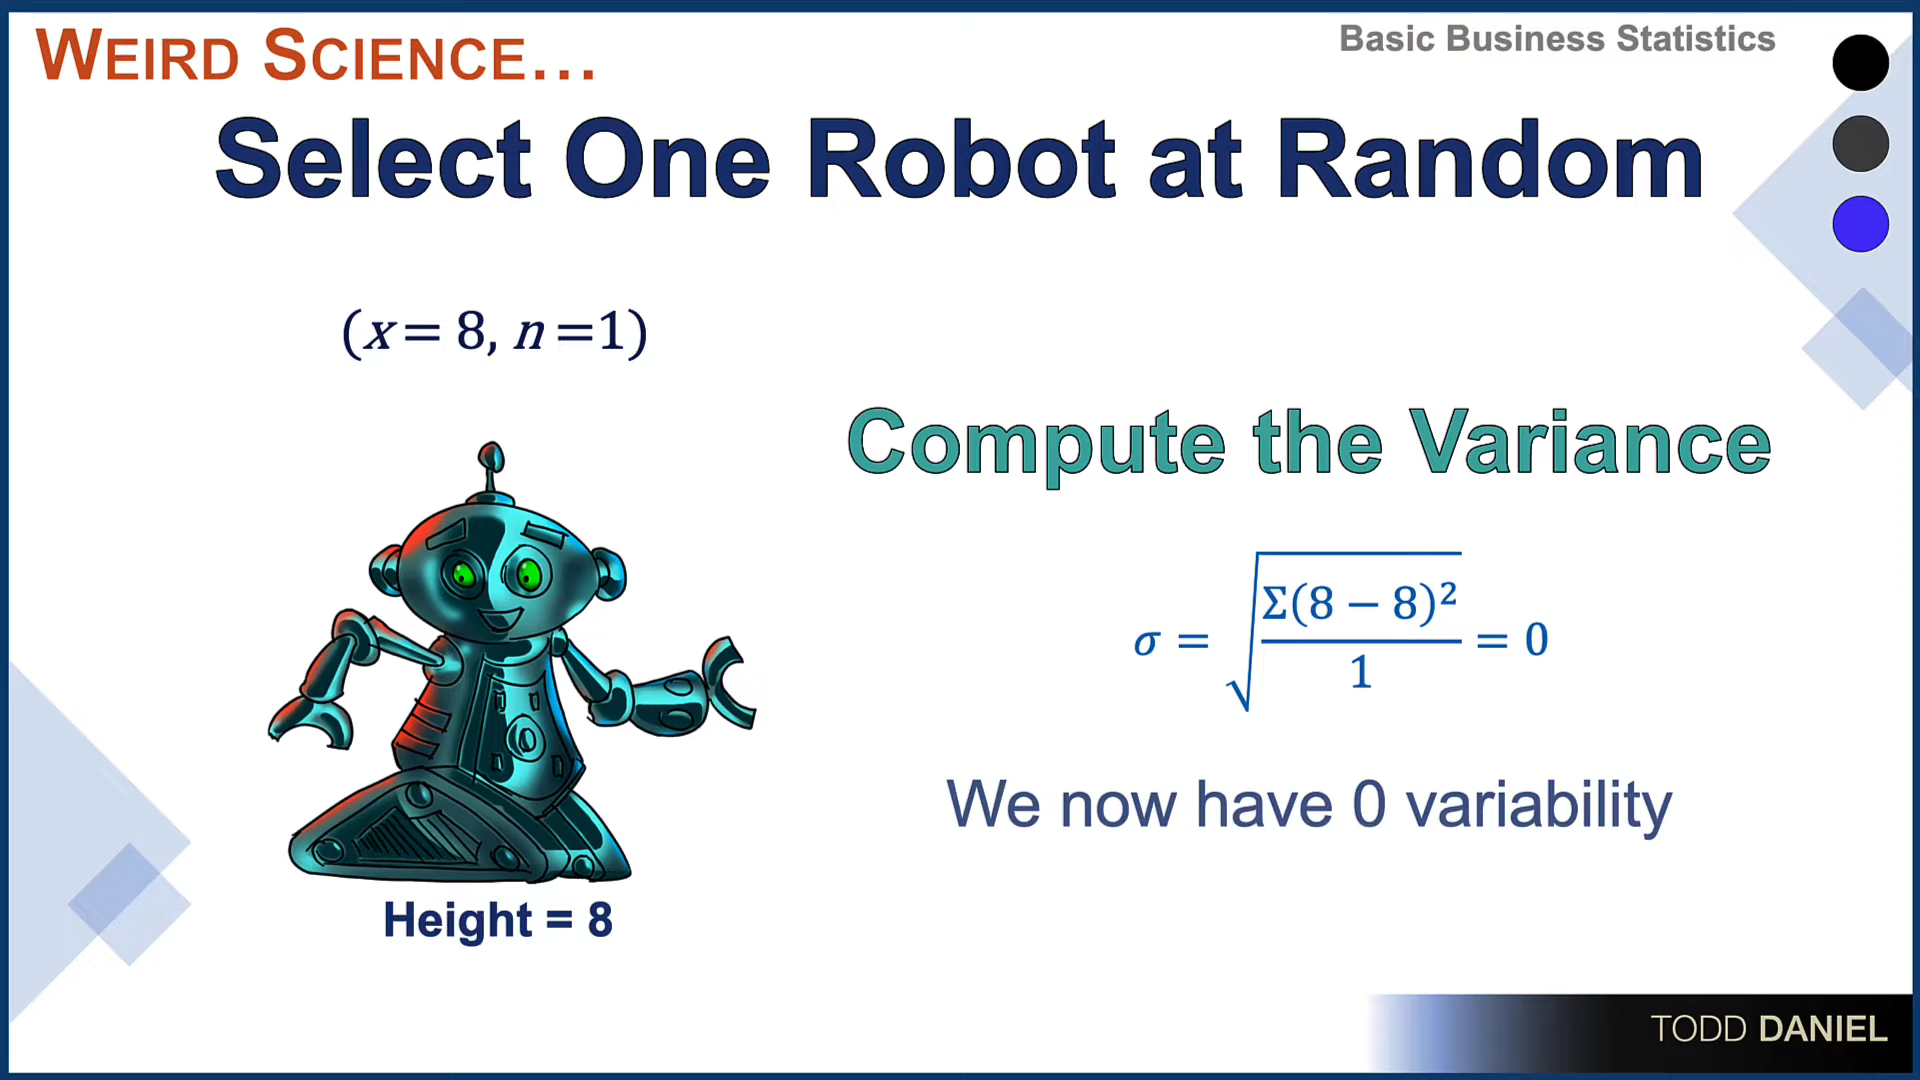 WEIRD SCIENCE...
Basic Business Statistics
Select One Robot at Random
(x = 8, n =1)
Compute the Variance
σ = √(Σ(8 − 8)²/1) = 0
We now have 0 variability
Height = 8
TODD DANIEL